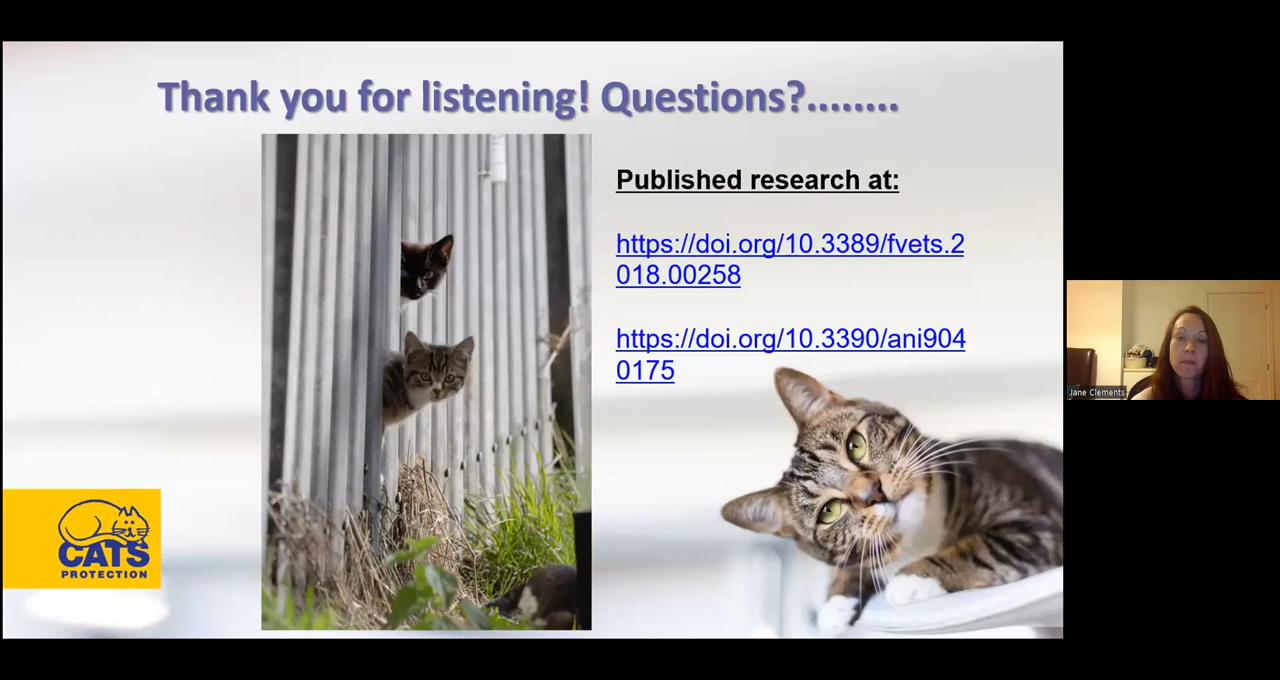 Thank you for listening! Questions?........
Published research at:
https://doi.org/10.3389/fvets.2
018.00258
https://doi.org/10.3390/ani904
0175
CATS
PROTECTION
Jane Clements